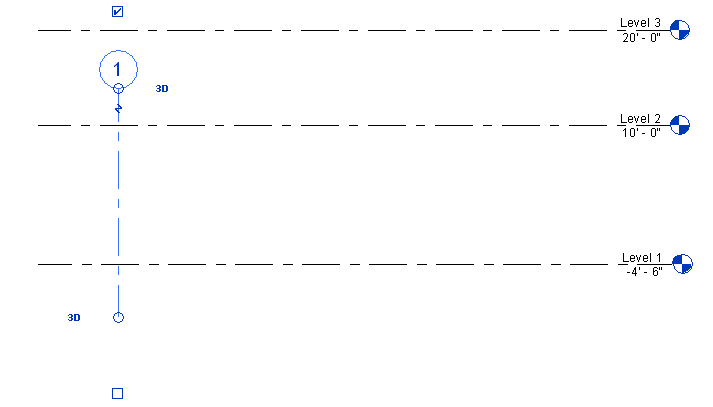 Level 3
20' - 0"
1
3D
Level 2
10' - 0"
Level 1
-4' - 6"
3D